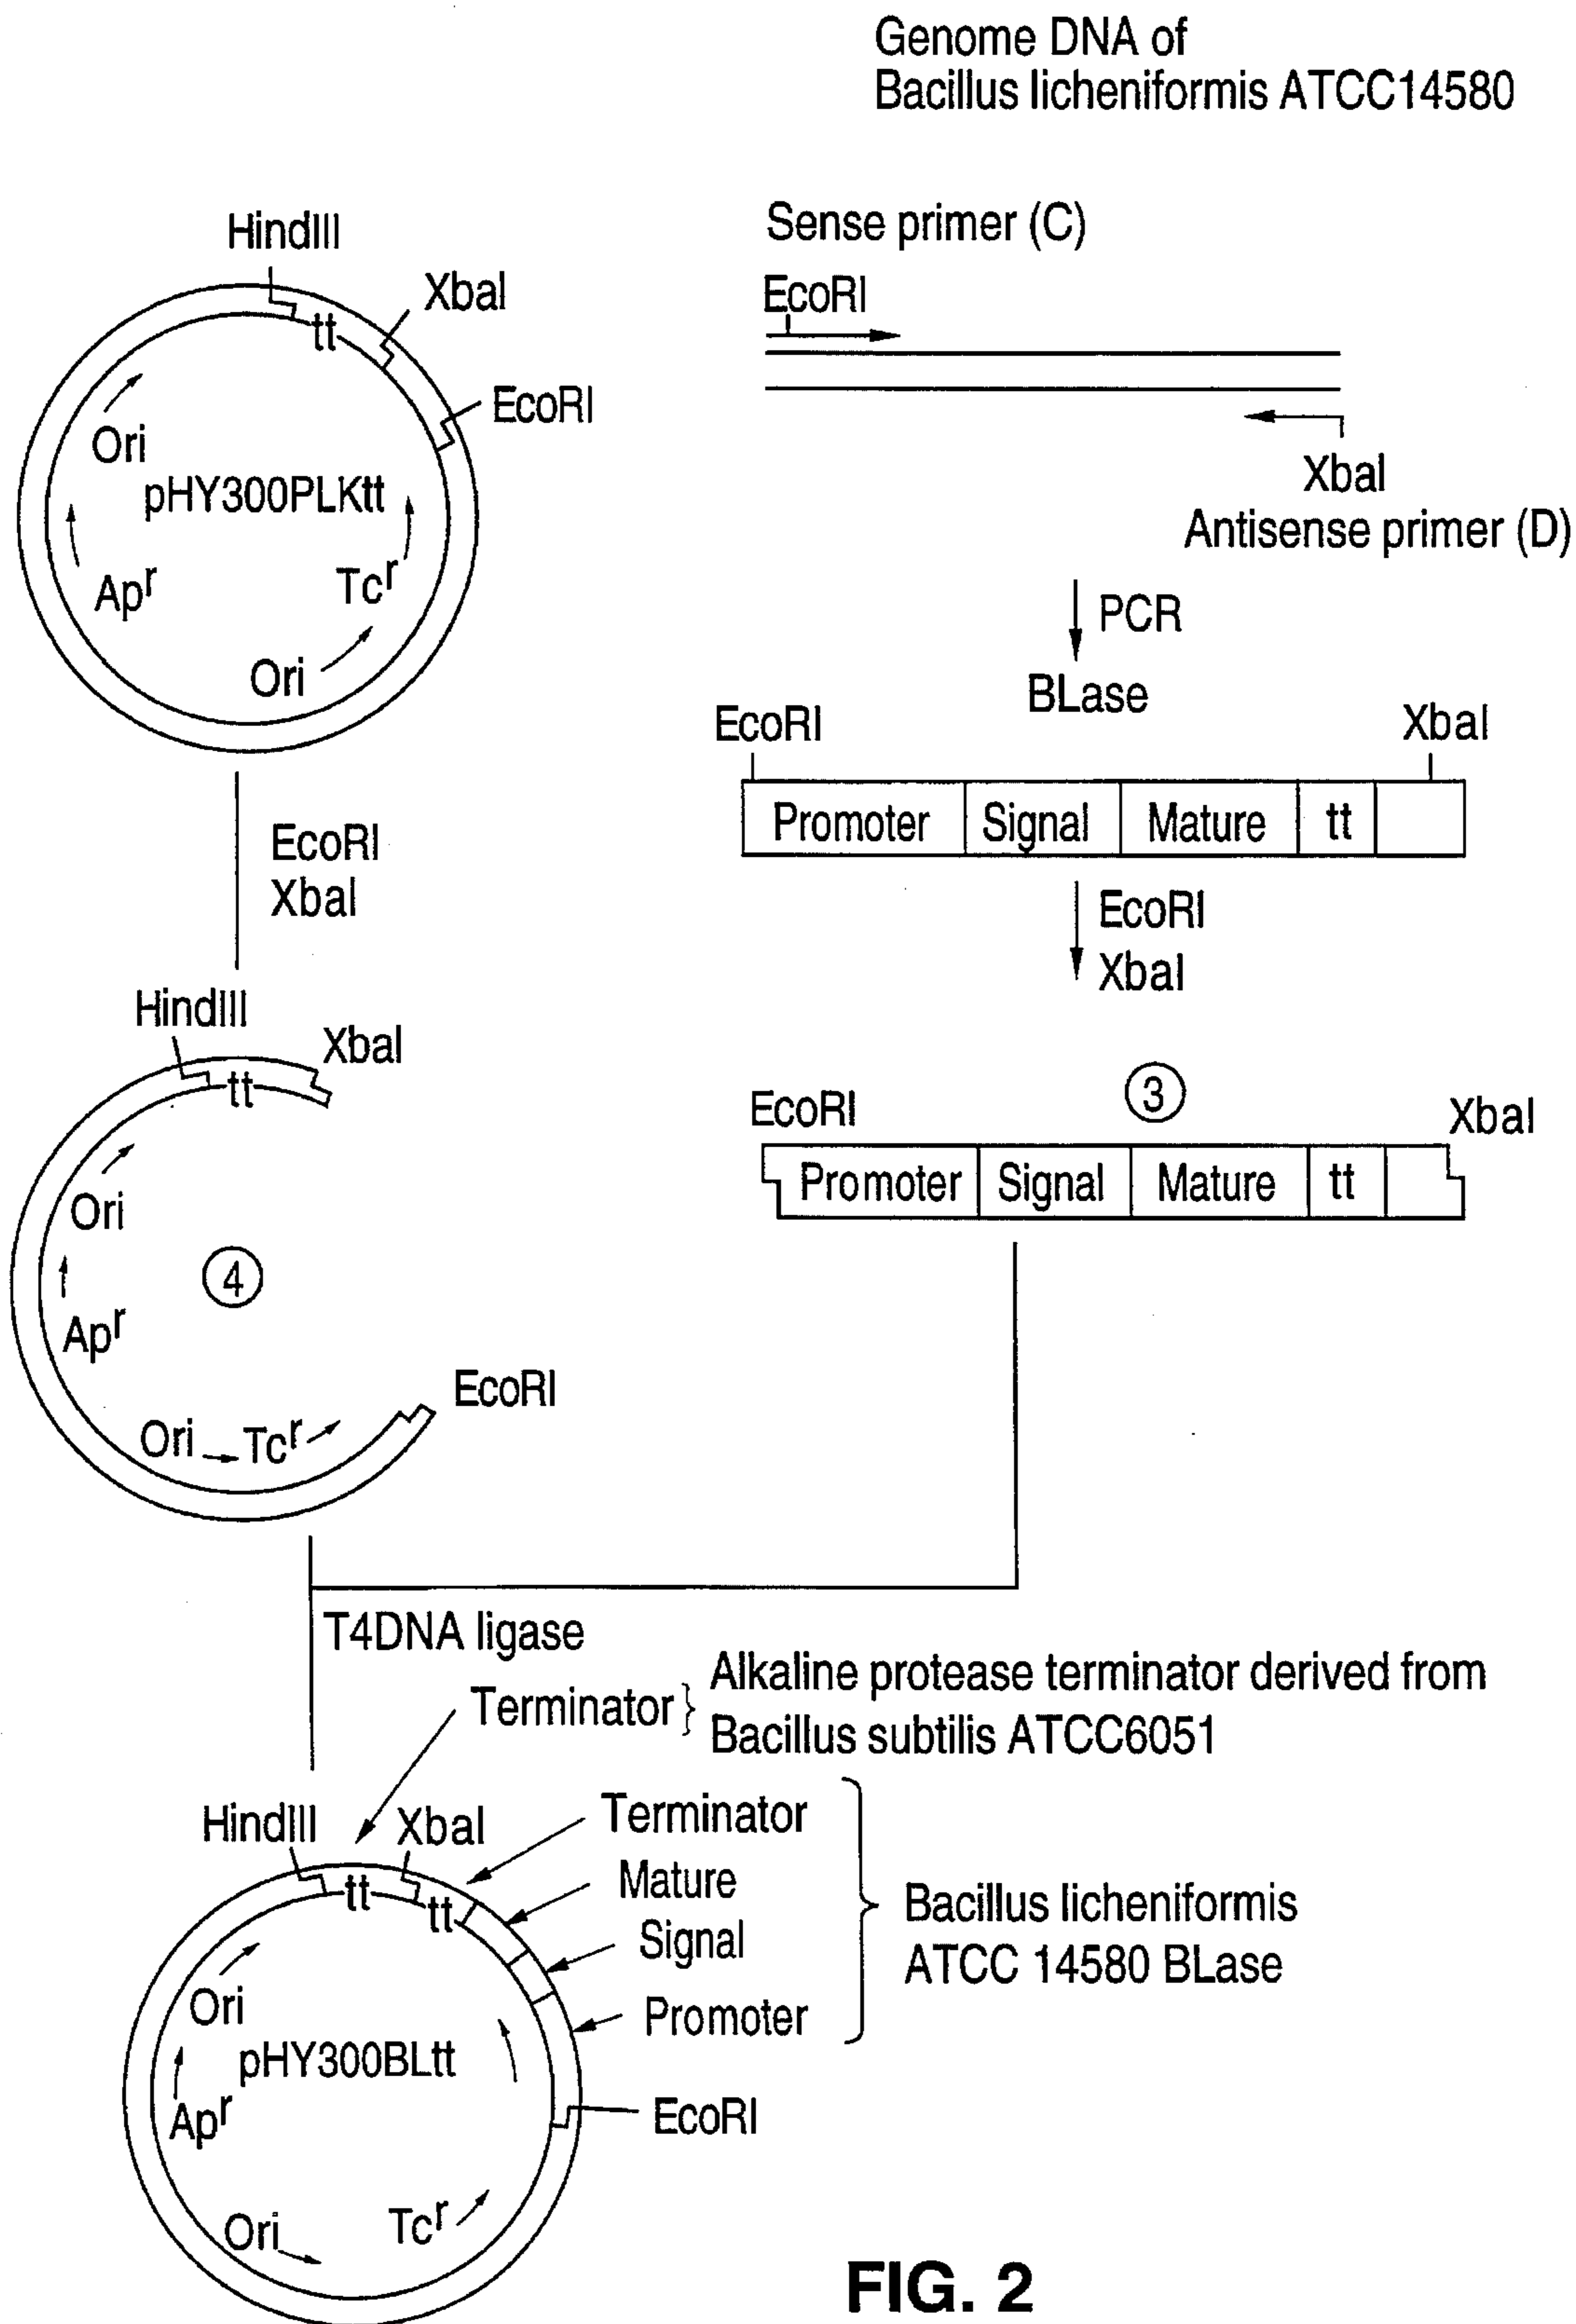 Genome DNA of
Bacillus licheniformis ATCC14580
HindIII
XbaI
EcoRI
tt
Ori
pHY300PLKtt
Apr
Tcr
Ori
Sense primer (C)
EcoRI
XbaI
Antisense primer (D)
PCR
BLase
EcoRI
XbaI
Promoter Signal Mature tt
EcoRI
XbaI
EcoRI
XbaI
③
EcoRI
XbaI
Promoter Signal Mature tt
HindIII
XbaI
tt
Ori
④
Apr
EcoRI
Ori Tcr
T4DNA ligase
Terminator } Alkaline protease terminator derived from
Bacillus subtilis ATCC6051
HindIII
XbaI
Terminator
Mature
Signal
Promoter
Bacillus licheniformis
ATCC 14580 BLase
tt
tt
Ori
pHY300BLtt
Apr
EcoRI
Ori
Tcr
FIG. 2